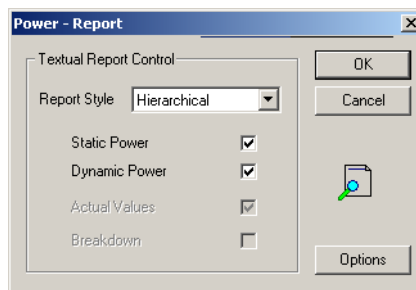 Power - Report
Textual Report Control
OK
Report Style Hierarchical
Cancel
Static Power
Dynamic Power
Actual Values
Breakdown
Options